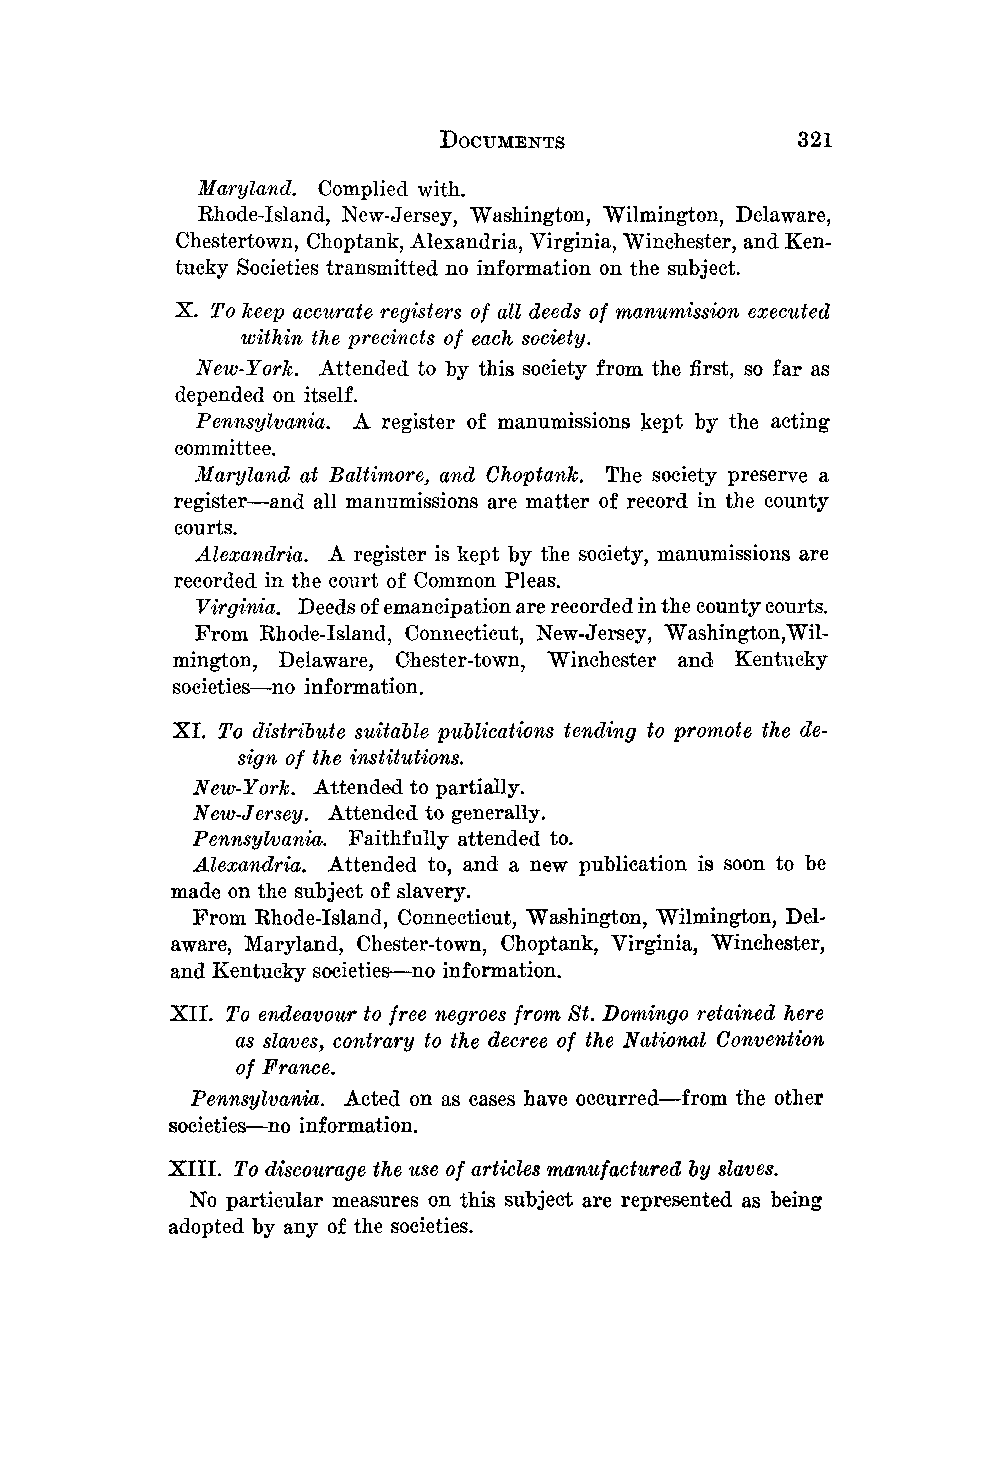 DOCUMENTS 321
Maryland. Complied with.
Rhode-Island, New-Jersey, Washington, Wilmington, Delaware,
Chestertown, Choptank, Alexandria, Virginia, Winchester, and Ken-
tucky Societies transmitted no information on the subject.
X. To keep accurate registers of all deeds of manumission executed
within the precincts of each society.
New-York. Attended to by this society from the first, so far as
depended on itself.
Pennsylvania. A register of manumissions kept by the acting
committee.
Maryland at Baltimore, and Choptank. The society preserve a
register—and all manumissions are matter of record in the county
courts.
Alexandria. A register is kept by the society, manumissions are
recorded in the court of Common Pleas.
Virginia. Deeds of emancipation are recorded in the county courts.
From Rhode-Island, Connecticut, New-Jersey, Washington,Wil-
mington, Delaware, Chester-town, Winchester and Kentucky
societies—no information.
XI. To distribute suitable publications tending to promote the de-
sign of the institutions.
New-York. Attended to partially.
New-Jersey. Attended to generally.
Pennsylvania. Faithfully attended to.
Alexandria. Attended to, and a new publication is soon to be
made on the subject of slavery.
From Rhode-Island, Connecticut, Washington, Wilmington, Del-
aware, Maryland, Chester-town, Choptank, Virginia, Winchester,
and Kentucky societies—no information.
XII. To endeavour to free negroes from St. Domingo retained here
as slaves, contrary to the decree of the National Convention
of France.
Pennsylvania. Acted on as cases have occurred—from the other
societies—no information.
XIII. To discourage the use of articles manufactured by slaves.
No particular measures on this subject are represented as being
adopted by any of the societies.